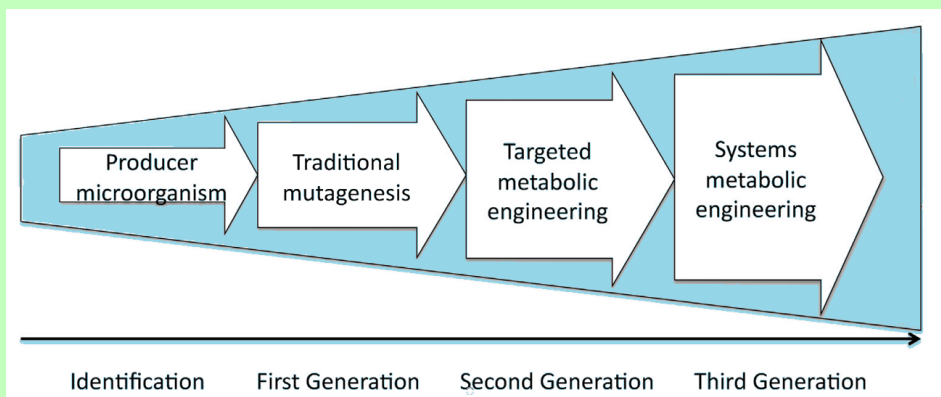 Producer
microorganism
Traditional
mutagenesis
Targeted
metabolic
engineering
Systems
metabolic
engineering
Identification
First Generation
Second Generation
Third Generation